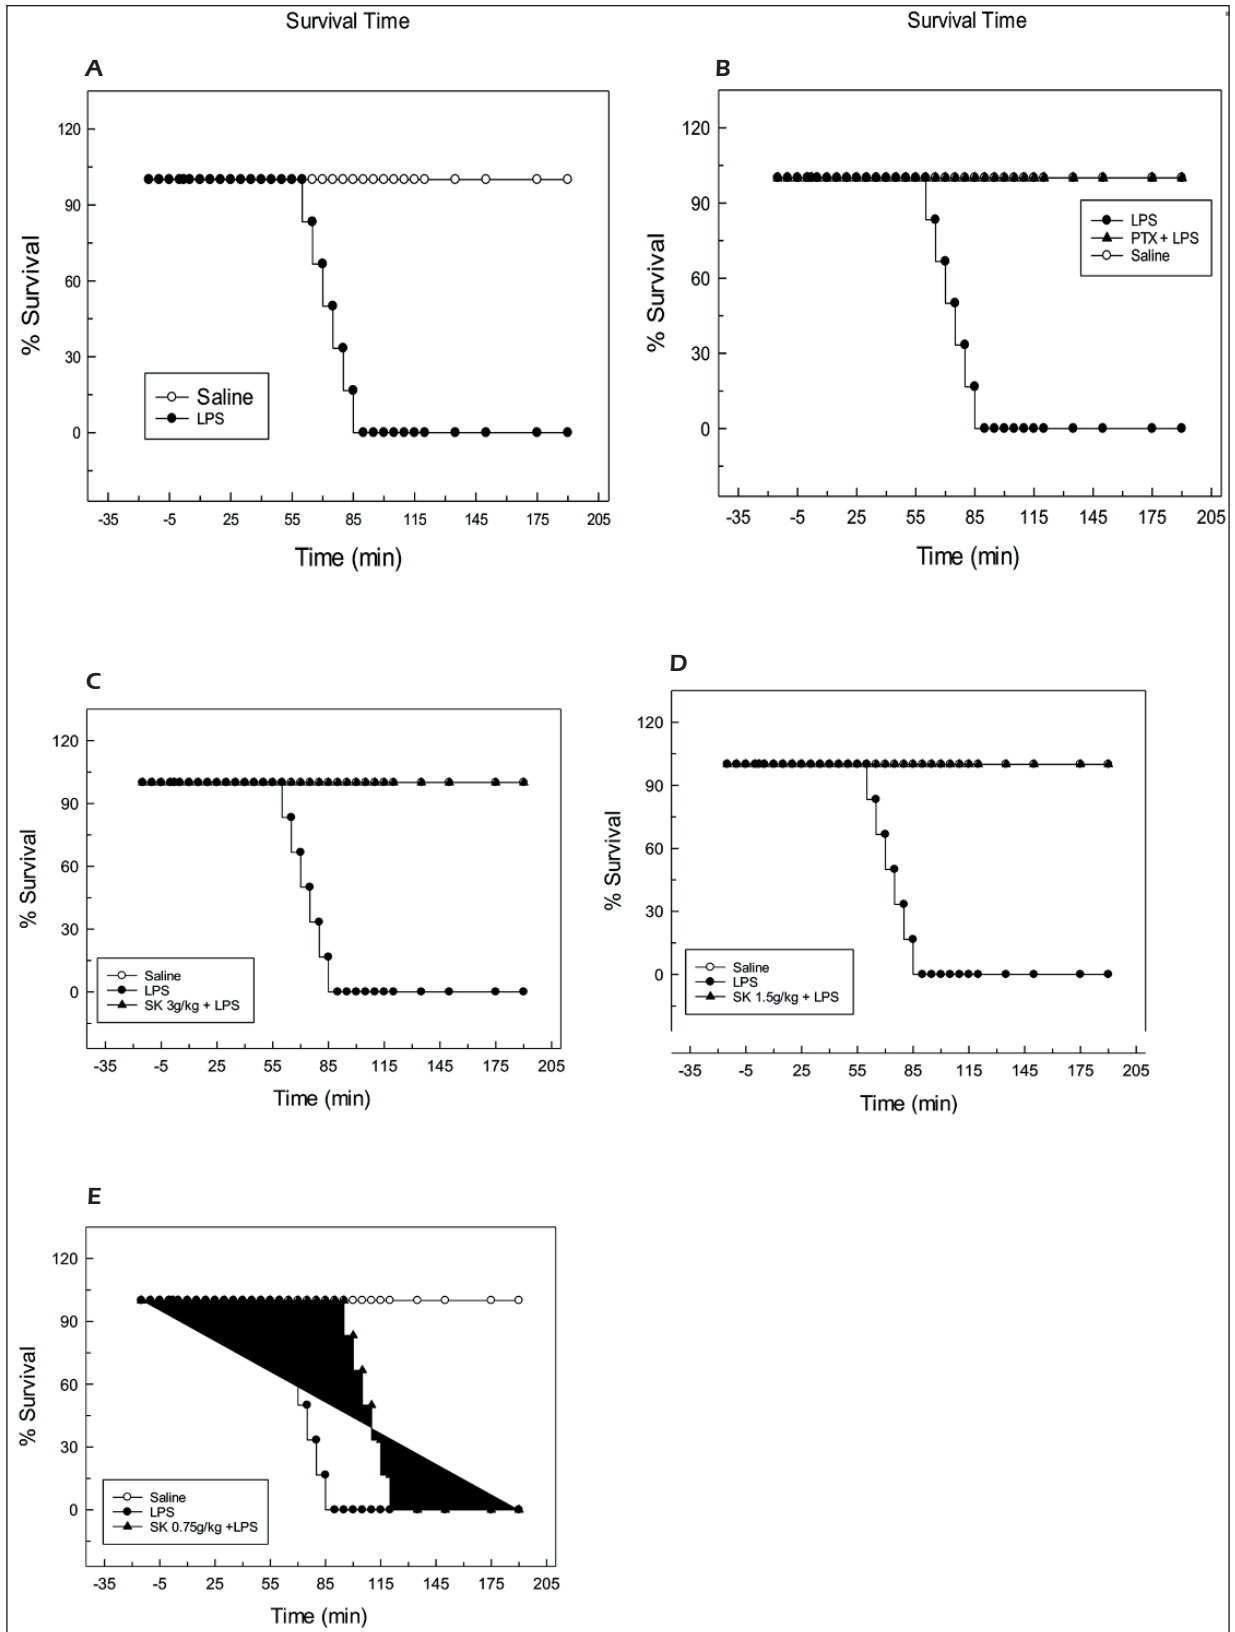 Survival Time
Survival Time
A
120
90
60
30
0
% Survival
Saline
LPS
-35 -5 25 55 85 115 145 175 205
Time (min)
B
120
90
60
30
0
% Survival
LPS
PTX + LPS
Saline
-35 -5 25 55 85 115 145 175 205
Time (min)
C
120
90
60
30
0
% Survival
Saline
LPS
SK 3g/kg + LPS
-35 -5 25 55 85 115 145 175 205
Time (min)
D
120
90
60
30
0
% Survival
Saline
LPS
SK 1.5g/kg + LPS
-35 -5 25 55 85 115 145 175 205
Time (min)
E
120
90
60
30
0
% Survival
Saline
LPS
SK 0.75g/kg +LPS
-35 -5 25 55 85 115 145 175 205
Time (min)